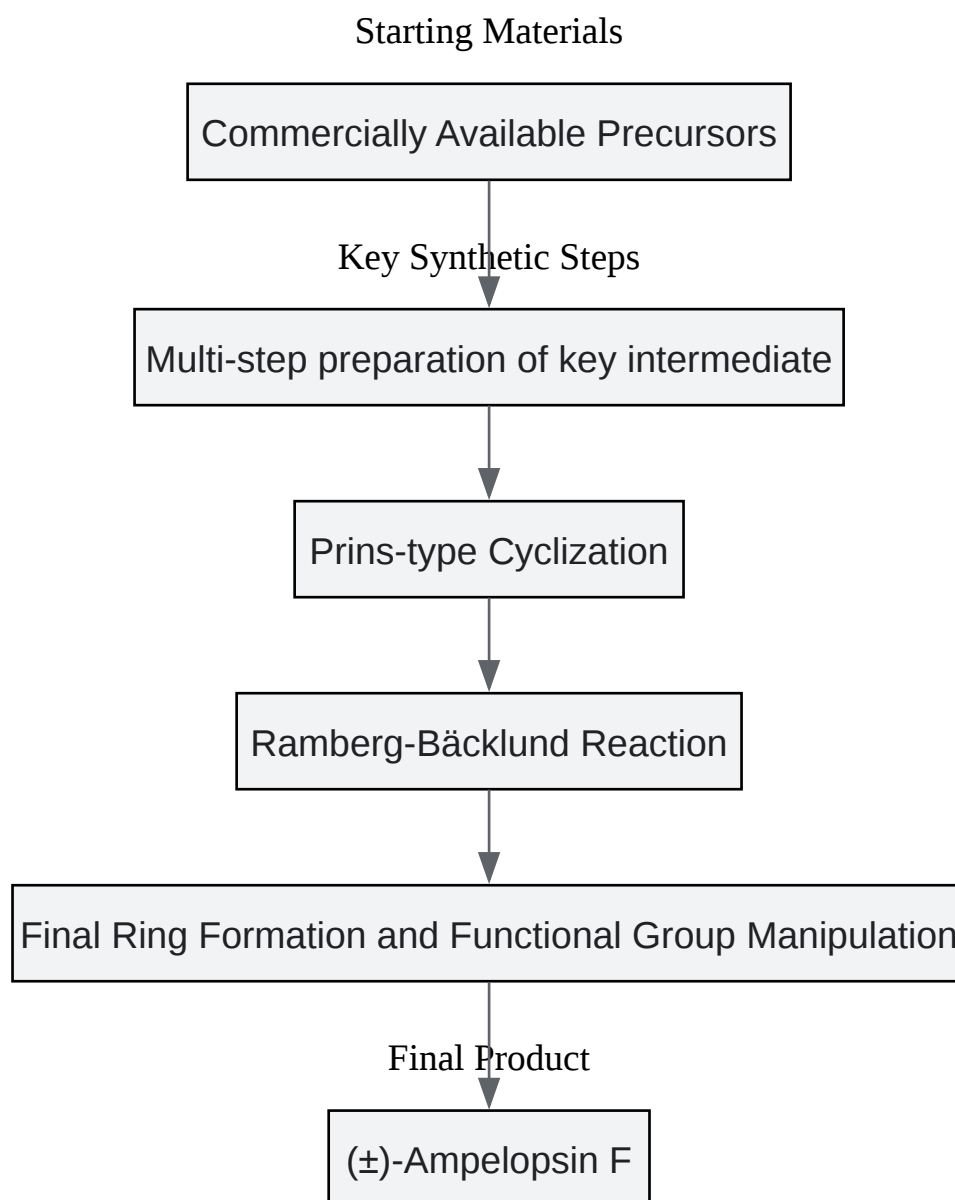 Starting Materials
Commercially Available Precursors
Key Synthetic Steps
Multi-step preparation of key intermediate
Prins-type Cyclization
Ramberg-Bäcklund Reaction
Final Ring Formation and Functional Group Manipulation
Final Product
(±)-Ampelopsin F